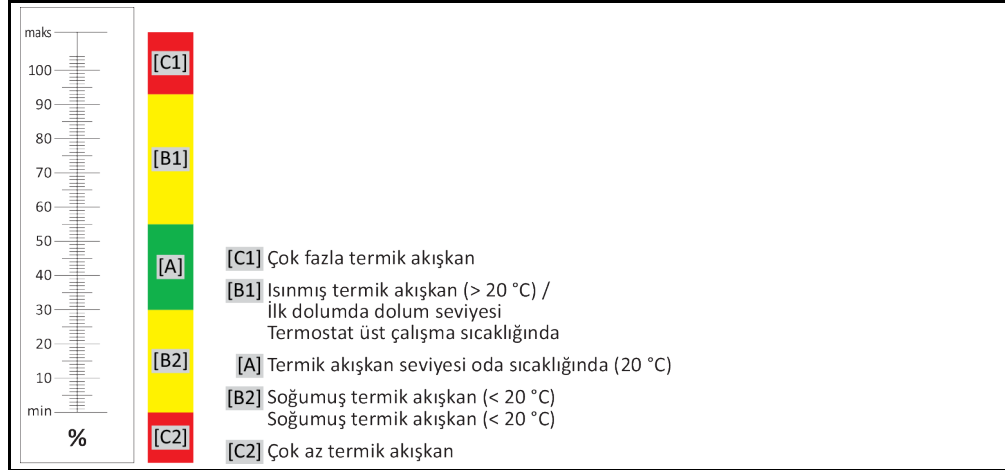 maks
100
90
80
70
60
50
40
30
20
10
min
%
[C1]
[B1]
[A]
[B2]
[C2]
[C1] Çok fazla termik akışkan
[B1] Isınmış termik akışkan (> 20 °C) /
İlk dolumda dolum seviyesi
Termostat üst çalışma sıcaklığında
[A] Termik akışkan seviyesi oda sıcaklığında (20 °C)
[B2] Soğumuş termik akışkan (< 20 °C)
Soğumuş termik akışkan (< 20 °C)
[C2] Çok az termik akışkan